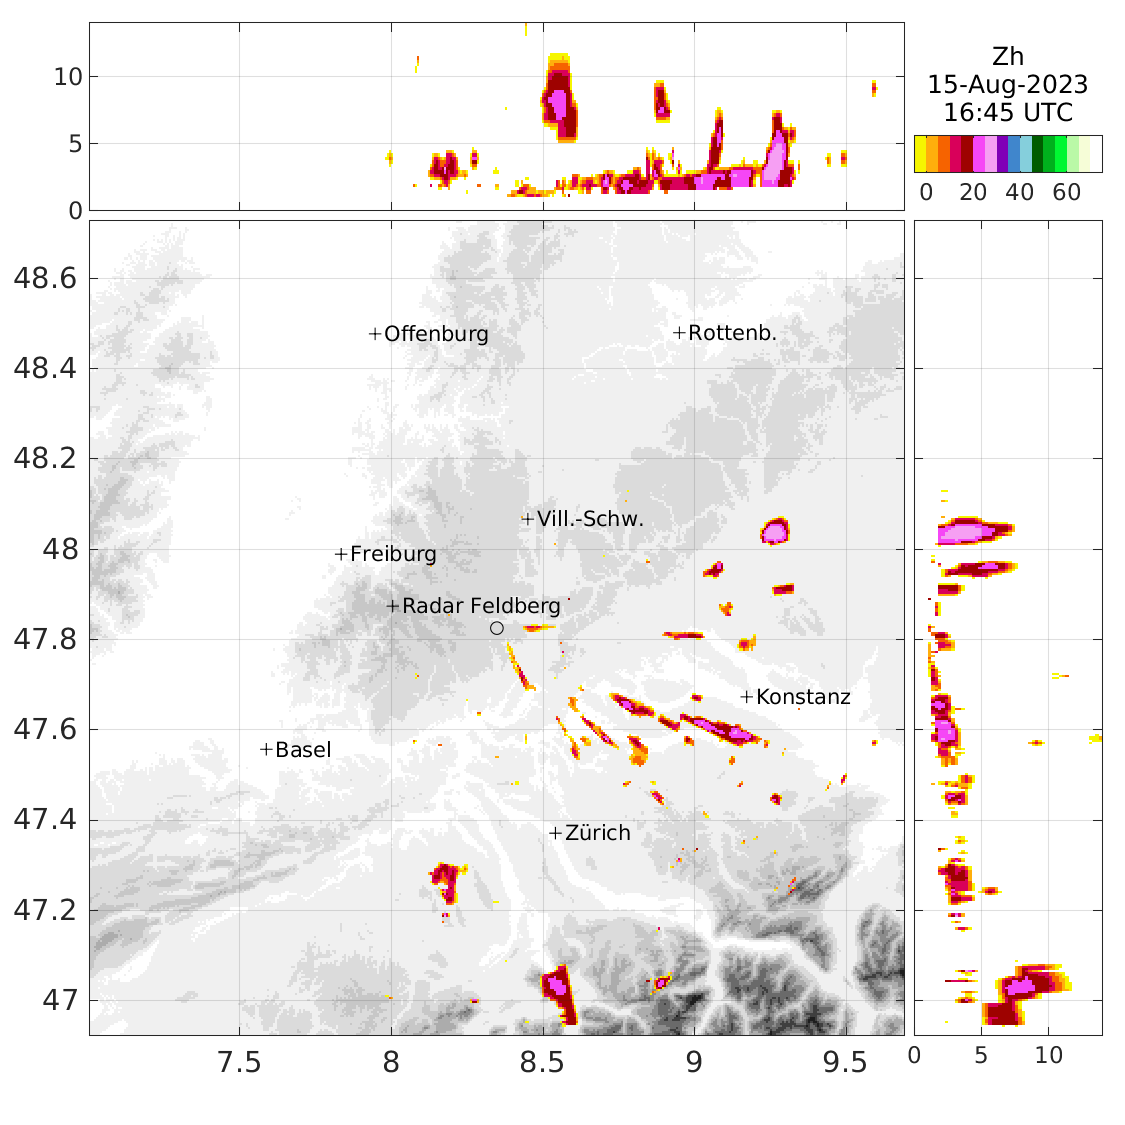 10
5
0
Zh
15-Aug-2023
16:45 UTC
0 20 40 60
48.6
48.4
48.2
48
47.8
47.6
47.4
47.2
47
Offenburg
Rottenb.
Vill.-Schw.
Freiburg
Radar Feldberg
Konstanz
Basel
Zürich
7.5 8 8.5 9 9.5
0 5 10